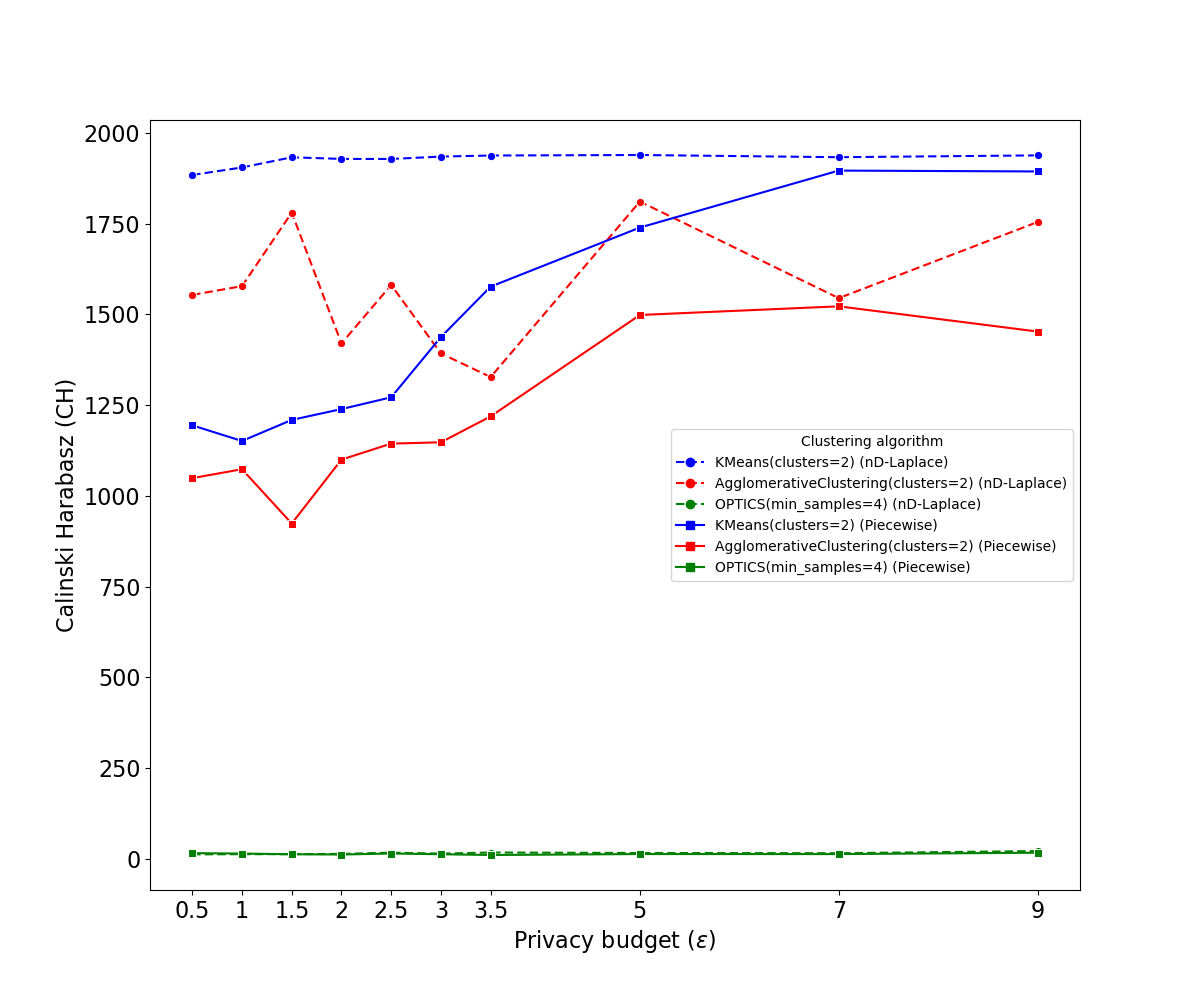 2000
1750
1500
1250
1000
750
500
250
0
Calinski Harabasz (CH)
Clustering algorithm
KMeans(clusters=2) (nD-Laplace)
AgglomerativeClustering(clusters=2) (nD-Laplace)
OPTICS(min_samples=4) (nD-Laplace)
KMeans(clusters=2) (Piecewise)
AgglomerativeClustering(clusters=2) (Piecewise)
OPTICS(min_samples=4) (Piecewise)
0.5 1 1.5 2 2.5 3 3.5 5 7 9
Privacy budget (ε)